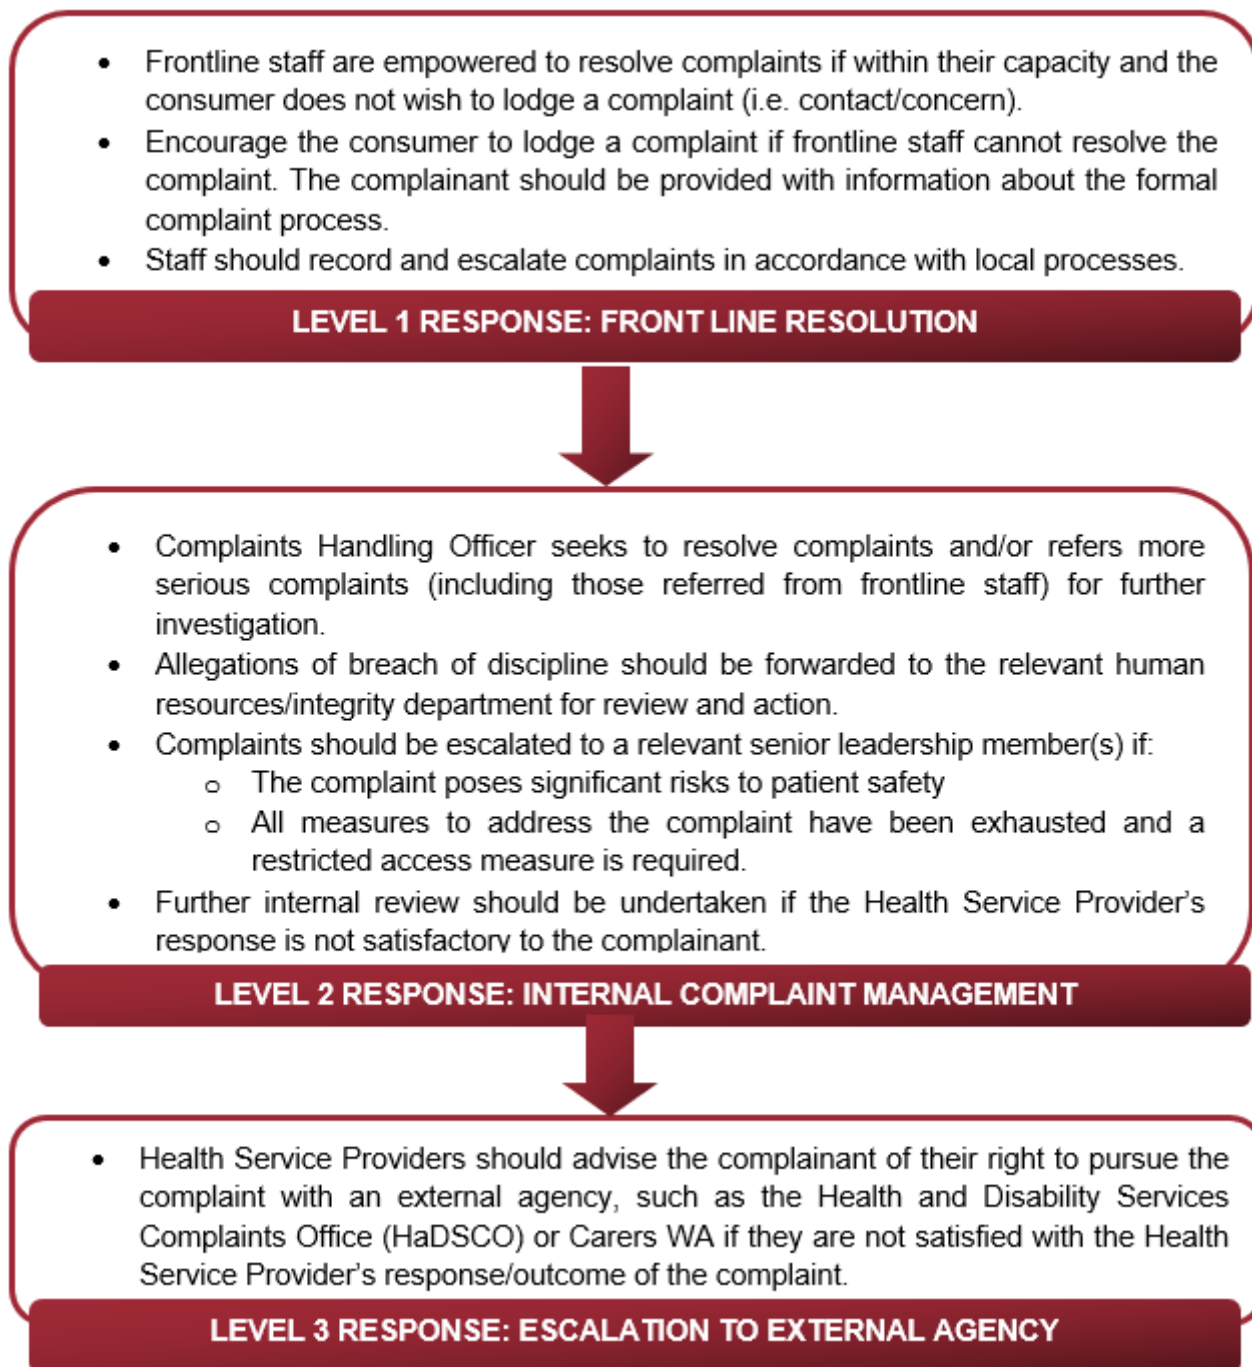 • Frontline staff are empowered to resolve complaints if within their capacity and the
consumer does not wish to lodge a complaint (i.e. contact/concern).
• Encourage the consumer to lodge a complaint if frontline staff cannot resolve the
complaint. The complainant should be provided with information about the formal
complaint process.
• Staff should record and escalate complaints in accordance with local processes.
LEVEL 1 RESPONSE: FRONT LINE RESOLUTION
• Complaints Handling Officer seeks to resolve complaints and/or refers more
serious complaints (including those referred from frontline staff) for further
investigation.
• Allegations of breach of discipline should be forwarded to the relevant human
resources/integrity department for review and action.
• Complaints should be escalated to a relevant senior leadership member(s) if:
o The complaint poses significant risks to patient safety
o All measures to address the complaint have been exhausted and a
restricted access measure is required.
• Further internal review should be undertaken if the Health Service Provider’s
response is not satisfactory to the complainant.
LEVEL 2 RESPONSE: INTERNAL COMPLAINT MANAGEMENT
• Health Service Providers should advise the complainant of their right to pursue the
complaint with an external agency, such as the Health and Disability Services
Complaints Office (HaDSCO) or Carers WA if they are not satisfied with the Health
Service Provider’s response/outcome of the complaint.
LEVEL 3 RESPONSE: ESCALATION TO EXTERNAL AGENCY